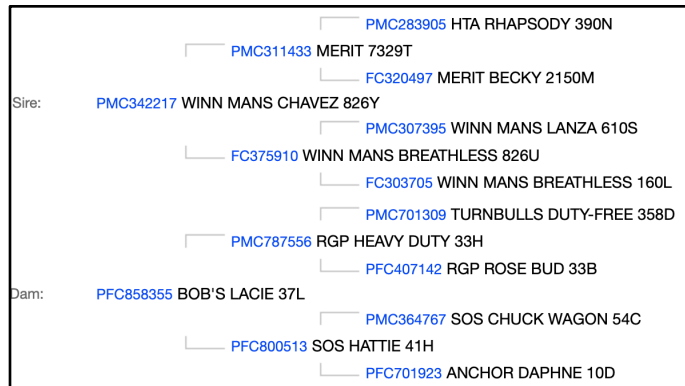 PMC283905 HTA RHAPSODY 390N
PMC311433 MERIT 7329T
FC320497 MERIT BECKY 2150M
Sire: PMC342217 WINN MANS CHAVEZ 826Y
PMC307395 WINN MANS LANZA 610S
FC375910 WINN MANS BREATHLESS 826U
FC303705 WINN MANS BREATHLESS 160L
PMC701309 TURNBULLS DUTY-FREE 358D
PMC787556 RGP HEAVY DUTY 33H
PFC407142 RGP ROSE BUD 33B
Dam: PFC858355 BOB'S LACIE 37L
PMC364767 SOS CHUCK WAGON 54C
PFC800513 SOS HATTIE 41H
PFC701923 ANCHOR DAPHNE 10D